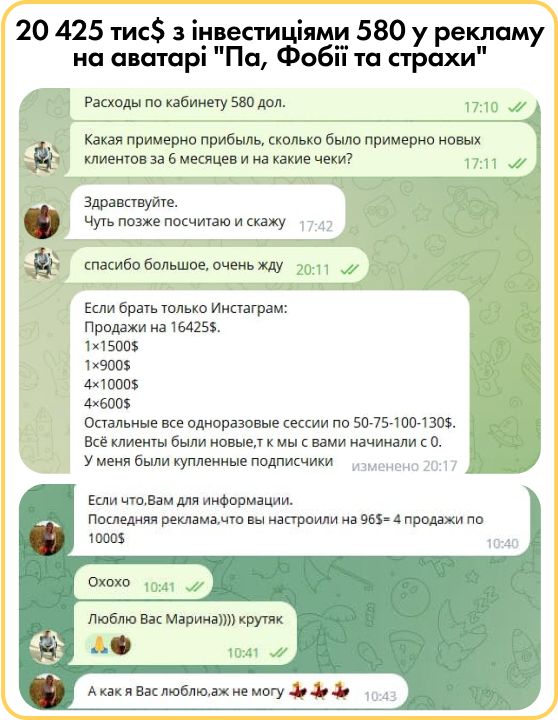 20 425 тис$ з інвестиціями 580 у рекламу
на аватарі "Па, Фобії та страхи"
Расходы по кабинету 580 дол.
17:10
Какая примерно прибыль, сколько было примерно новых
клиентов за 6 месяцев и на какие чеки?
17:11
Здравствуйте.
Чуть позже посчитаю и скажу 17:42
спасибо большое, очень жду 20:11
Если брать только Инстаграм:
Продажи на 16425$.
1×1500$
1×900$
4×1000$
4×600$
Остальные все одноразовые сессии по 50-75-100-130$.
Всё клиенты были новые,т к мы с вами начинали с 0.
У меня были купленные подписчики изменено 20:17
Если что,Вам для информации.
Последняя реклама,что вы настроили на 96$= 4 продажи по
1000$
10:40
Охохо 10:41
Люблю Вас Марина)))) крутяк
10:41
А как я Вас люблю,аж не могу 10:43